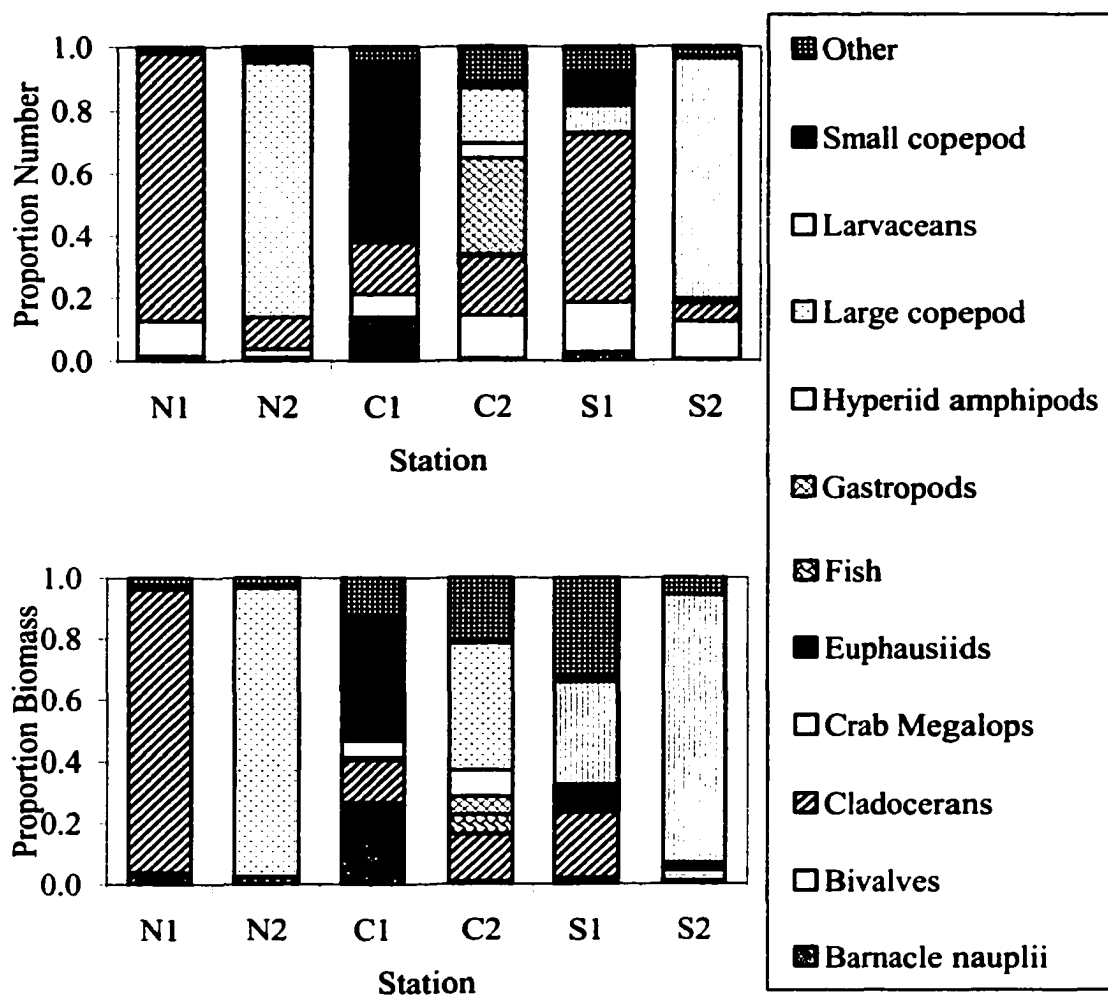 Proportion Number
1.0
0.8
0.6
0.4
0.2
0.0
N1 N2 C1 C2 S1 S2
Station
Proportion Biomass
1.0
0.8
0.6
0.4
0.2
0.0
N1 N2 C1 C2 S1 S2
Station
Other
Small copepod
Larvaceans
Large copepod
Hyperiid amphipods
Gastropods
Fish
Euphausiids
Crab Megalops
Cladocerans
Bivalves
Barnacle nauplii